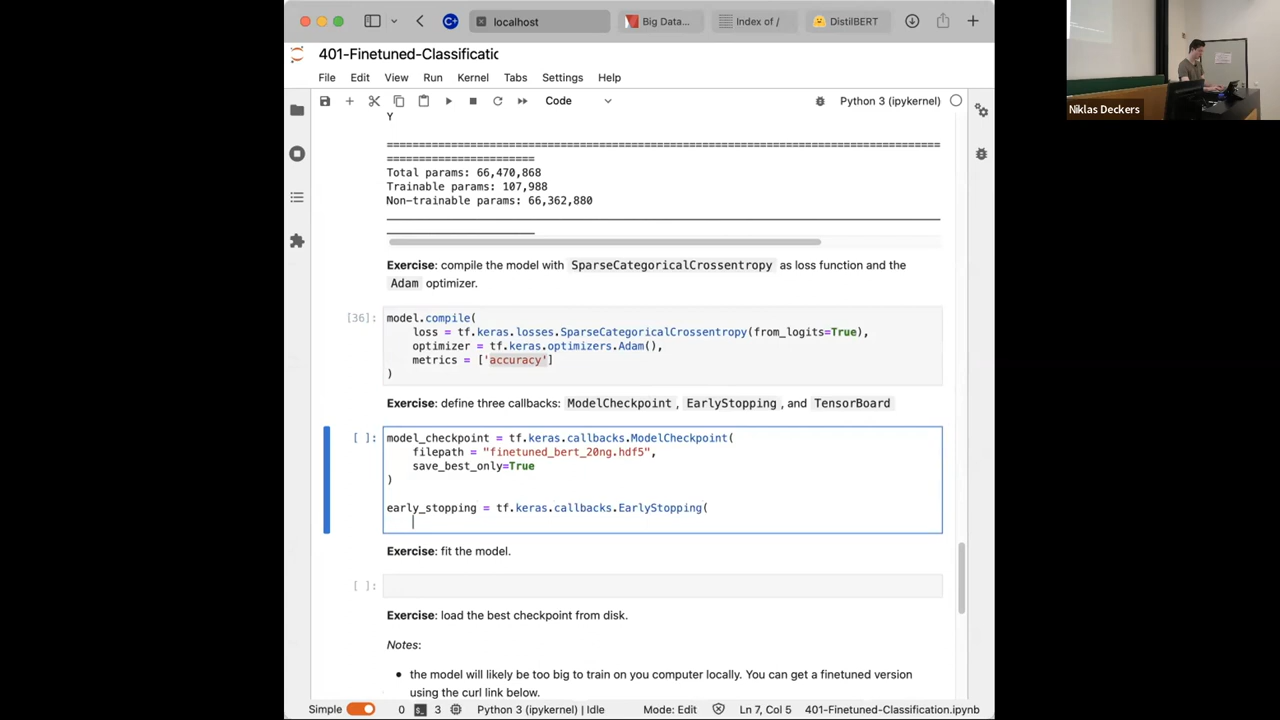 localhost
Big Data...
Index of /
DistilBERT
401-Finetuned-Classificatio
File Edit View Run Kernel Tabs Settings Help
Code
Python 3 (ipykernel)
Y
==========================================================================================
=======================
Total params: 66,470,868
Trainable params: 107,988
Non-trainable params: 66,362,880
Exercise: compile the model with SparseCategoricalCrossentropy as loss function and the
Adam optimizer.
[36]:
model.compile(
loss = tf.keras.losses.SparseCategoricalCrossentropy(from_logits=True),
optimizer = tf.keras.optimizers.Adam(),
metrics = ['accuracy']
)
Exercise: define three callbacks: ModelCheckpoint, EarlyStopping, and TensorBoard
[ ]:
model_checkpoint = tf.keras.callbacks.ModelCheckpoint(
filepath = "finetuned_bert_20ng.hdf5",
save_best_only=True
)
early_stopping = tf.keras.callbacks.EarlyStopping(
Exercise: fit the model.
[ ]:
Exercise: load the best checkpoint from disk.
Notes:
• the model will likely be too big to train on you computer locally. You can get a finetuned version
using the curl link below.
Simple 0 3 Python 3 (ipykernel) | Idle Mode: Edit Ln 7, Col 5 401-Finetuned-Classification.ipynb
Niklas Deckers